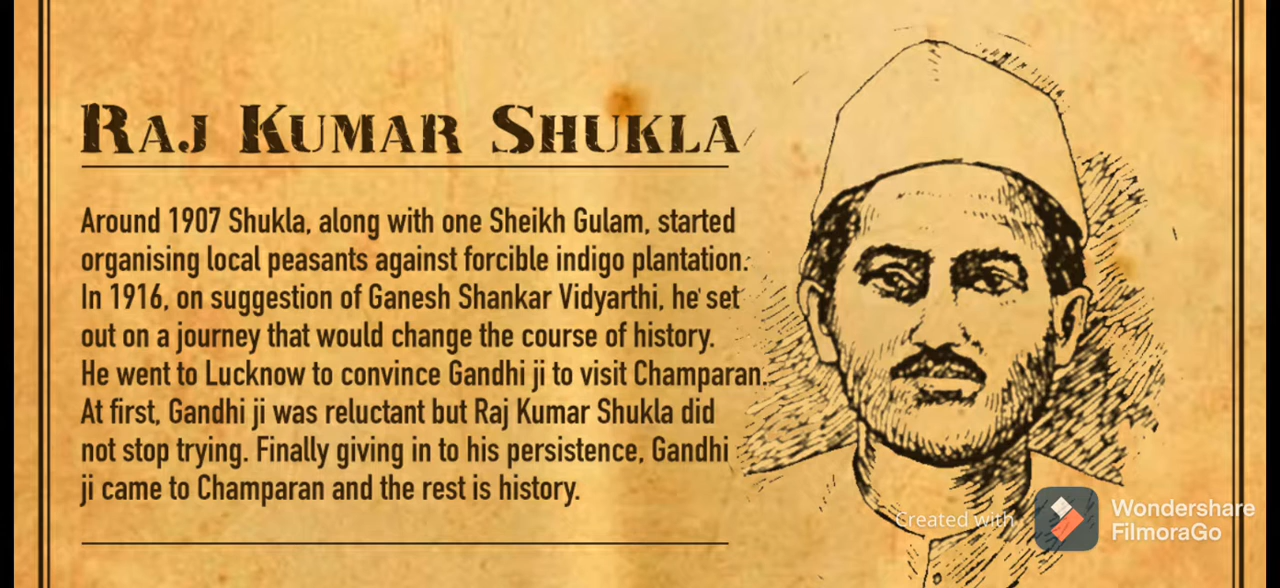 RAJ KUMAR SHUKLA
Around 1907 Shukla, along with one Sheikh Gulam, started
organising local peasants against forcible indigo plantation.
In 1916, on suggestion of Ganesh Shankar Vidyarthi, he' set
out on a journey that would change the course of history.
He went to Lucknow to convince Gandhi ji to visit Champaran.
At first, Gandhi ji was reluctant but Raj Kumar Shukla did
not stop trying. Finally giving in to his persistence, Gandhi
ji came to Champaran and the rest is history.
Created with
Wondershare
FilmoraGo